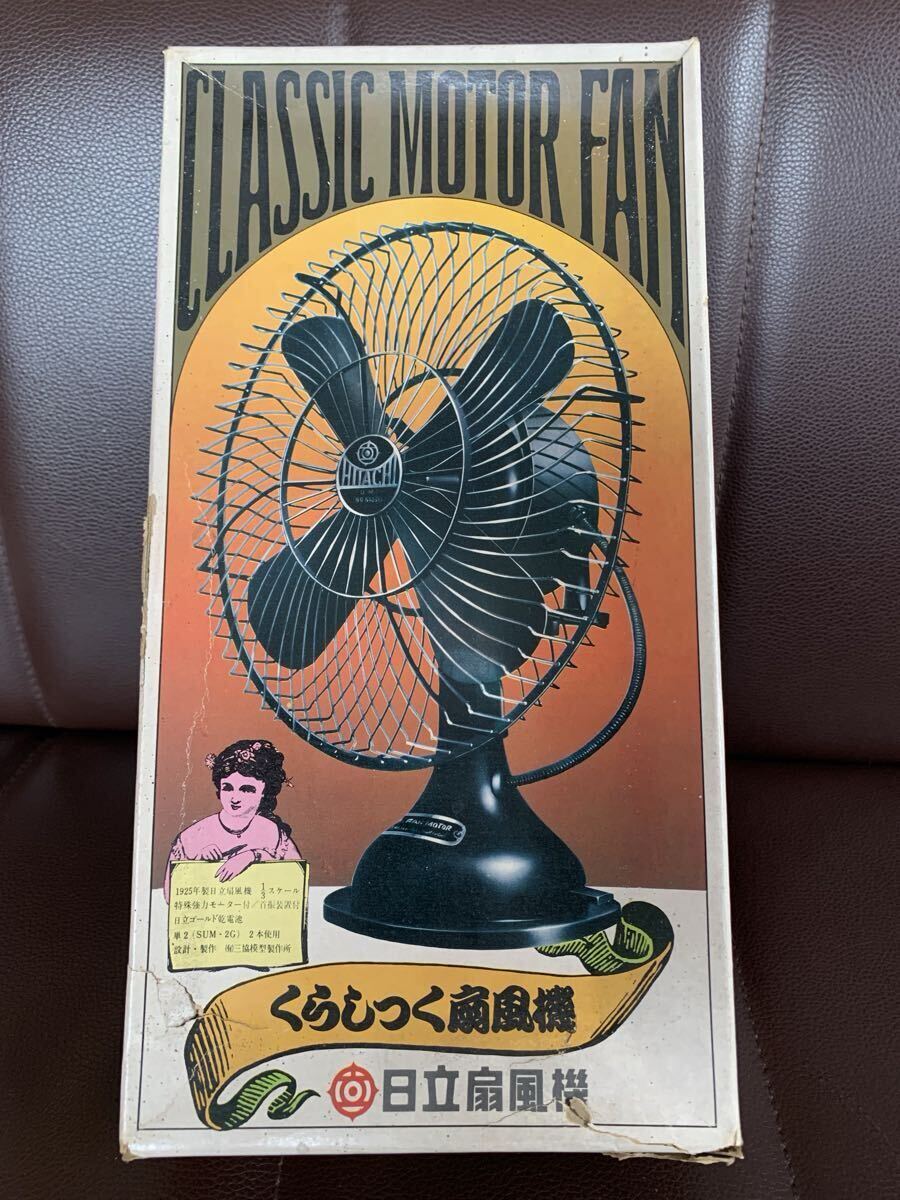 CLASSIC MOTOR FAN
HITACHI
FAN MOTOR
1925年製日立扇風機 1/3スケール
特殊強力モーター付/首振装置付
日立ゴールド乾電池
単2(SUM・2G) 2本使用
設計・製作 ㈲三協模型製作所
くらしっく扇風機
日立扇風機